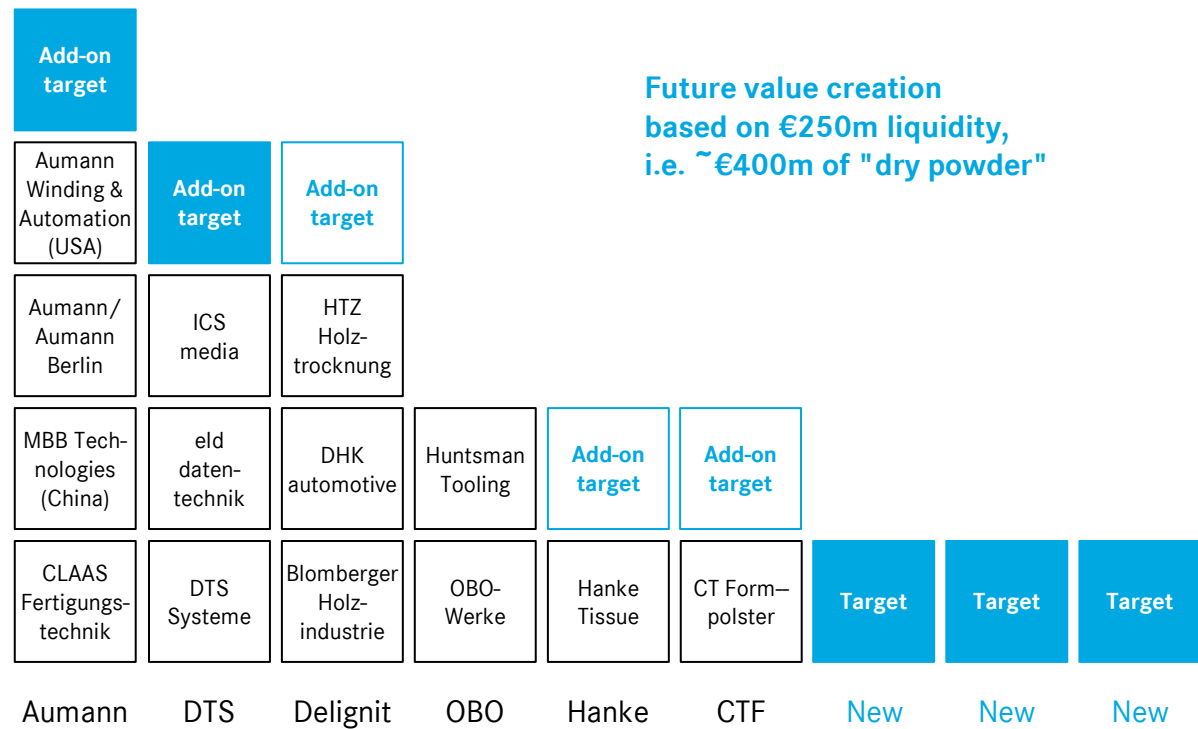 Add-on
target
Future value creation
based on €250m liquidity,
i.e. ~€400m of "dry powder"
Aumann
Winding &
Automation
(USA)
Add-on
target
Add-on
target
Aumann/
Aumann
Berlin
ICS
media
HTZ
Holz-
trocknung
MBB Tech-
nologies
(China)
eld
daten-
technik
DHK
automotive
Huntsman
Tooling
Add-on
target
Add-on
target
CLAAS
Fertigungs-
technik
DTS
Systeme
Blomberger
Holz-
industrie
OBO-
Werke
Hanke
Tissue
CT Form—
polster
Target
Target
Target
Aumann
DTS
Delignit
OBO
Hanke
CTF
New
New
New